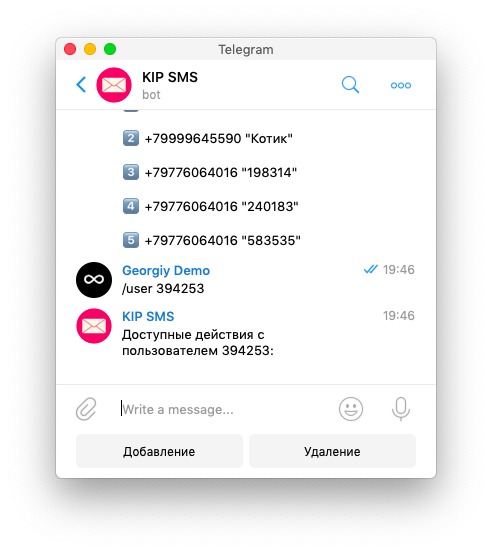 Telegram
KIP SMS
bot
2 +79999645590 "Котик"
3 +79776064016 "198314"
4 +79776064016 "240183"
5 +79776064016 "583535"
Georgiy Demo 19:46
/user 394253
KIP SMS 19:46
Доступные действия с
пользователем 394253:
Write a message...
Добавление Удаление